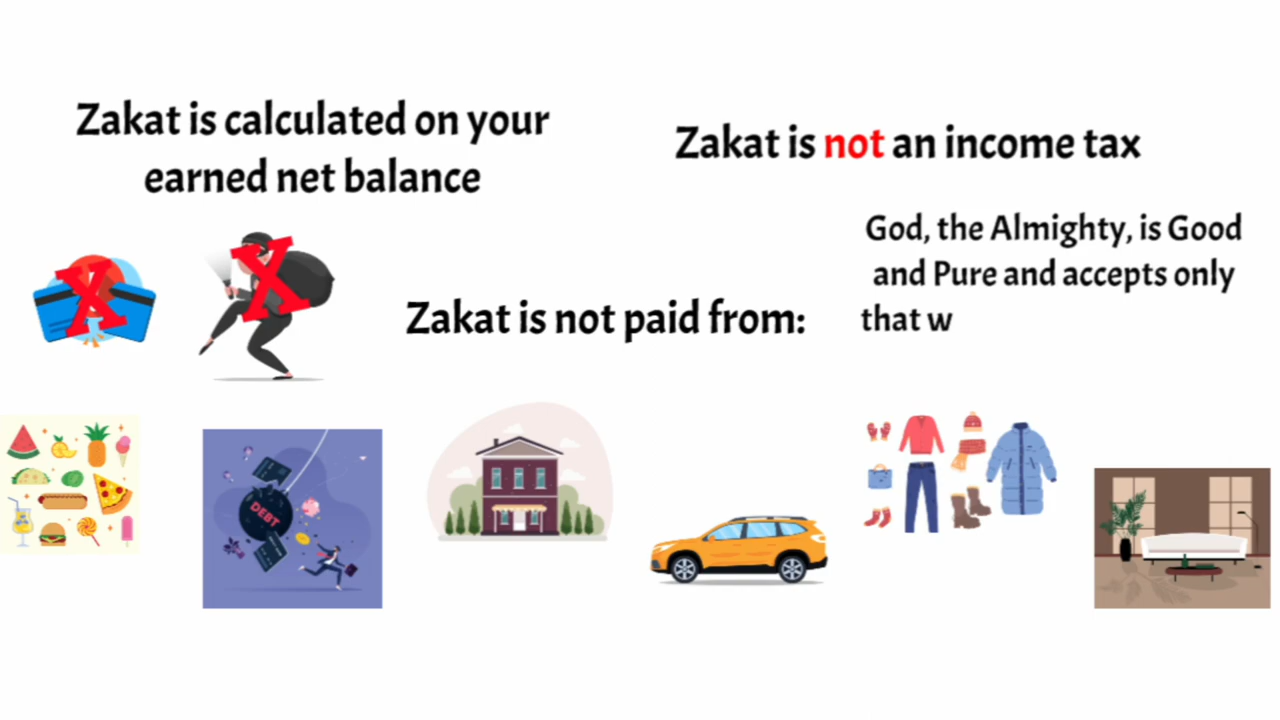 Zakat is calculated on your
earned net balance
Zakat is not an income tax
God, the Almighty, is Good
and Pure and accepts only
that w
Zakat is not paid from:
X
X
DEBT